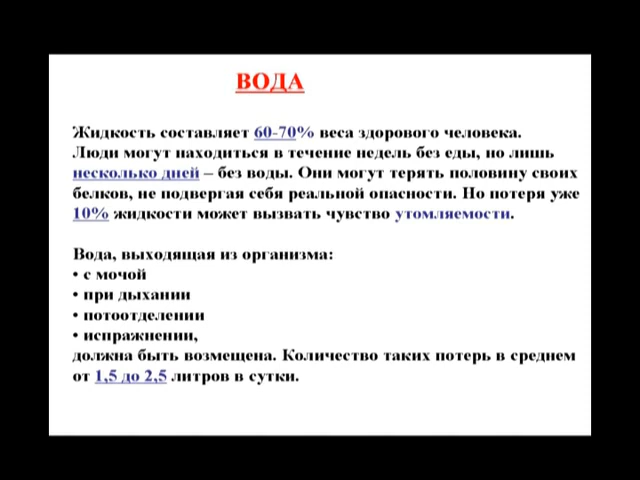 ВОДА
Жидкость составляет 60-70% веса здорового человека.
Люди могут находиться в течение недель без еды, но лишь
несколько дней – без воды. Они могут терять половину своих
белков, не подвергая себя реальной опасности. Но потеря уже
10% жидкости может вызвать чувство утомляемости.
Вода, выходящая из организма:
• с мочой
• при дыхании
• потоотделении
• испражнении,
должна быть возмещена. Количество таких потерь в среднем
от 1,5 до 2,5 литров в сутки.